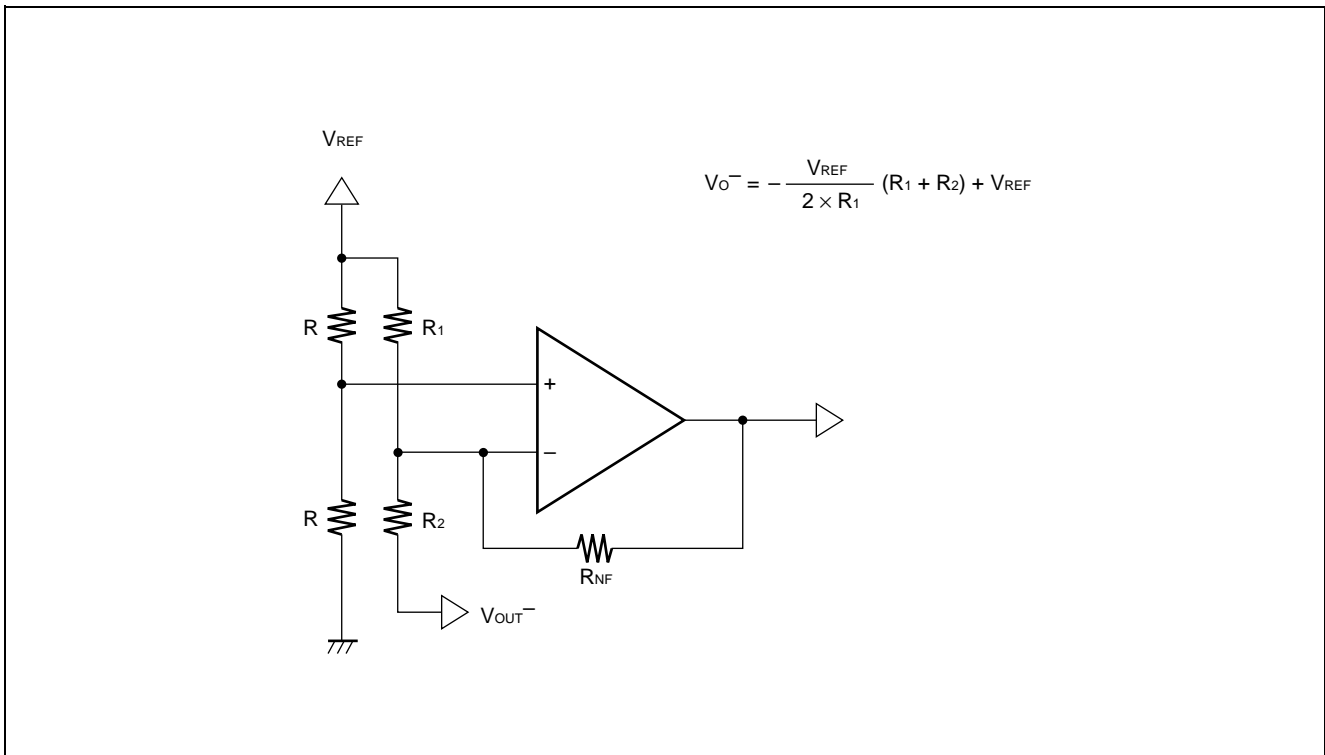 VREF
VO− = − VREF / 2 × R1 (R1 + R2) + VREF
R
R1
+
−
R
R2
RNF
VOUT−